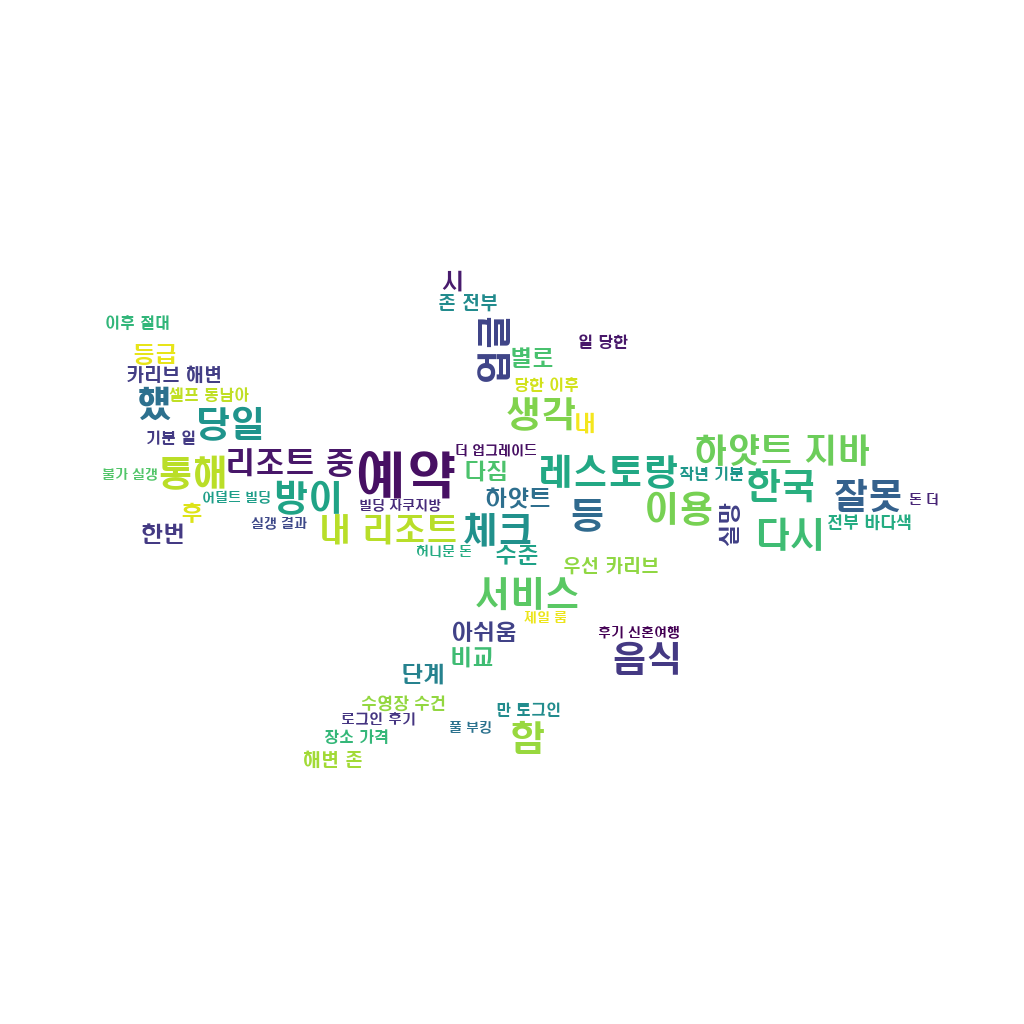 시
존 전부
이후 절대
업글
일 당한
등급
별로
카리브 해변
당한 이후
했
셀프 동남아
생각
내
당일
기분 일
하얏트 지바
더 업그레이드
리조트 중
예약
통해
다짐
레스토랑
작년 기분
한국
불가 실갱
방이
어덜트 빌딩
하얏트
잘못
돈 더
빌딩 자쿠지방
이용
등
후
실갱 결과
내 리조트
체크
실망
다시
전부 바다색
한번
허니문 돈
수준
우선 카리브
서비스
제일 룸
아쉬움
후기 신혼여행
비교
음식
단계
수영장 수건
만 토그인
로그인 후기
풀 부킹
장소 가격
함
해변 존